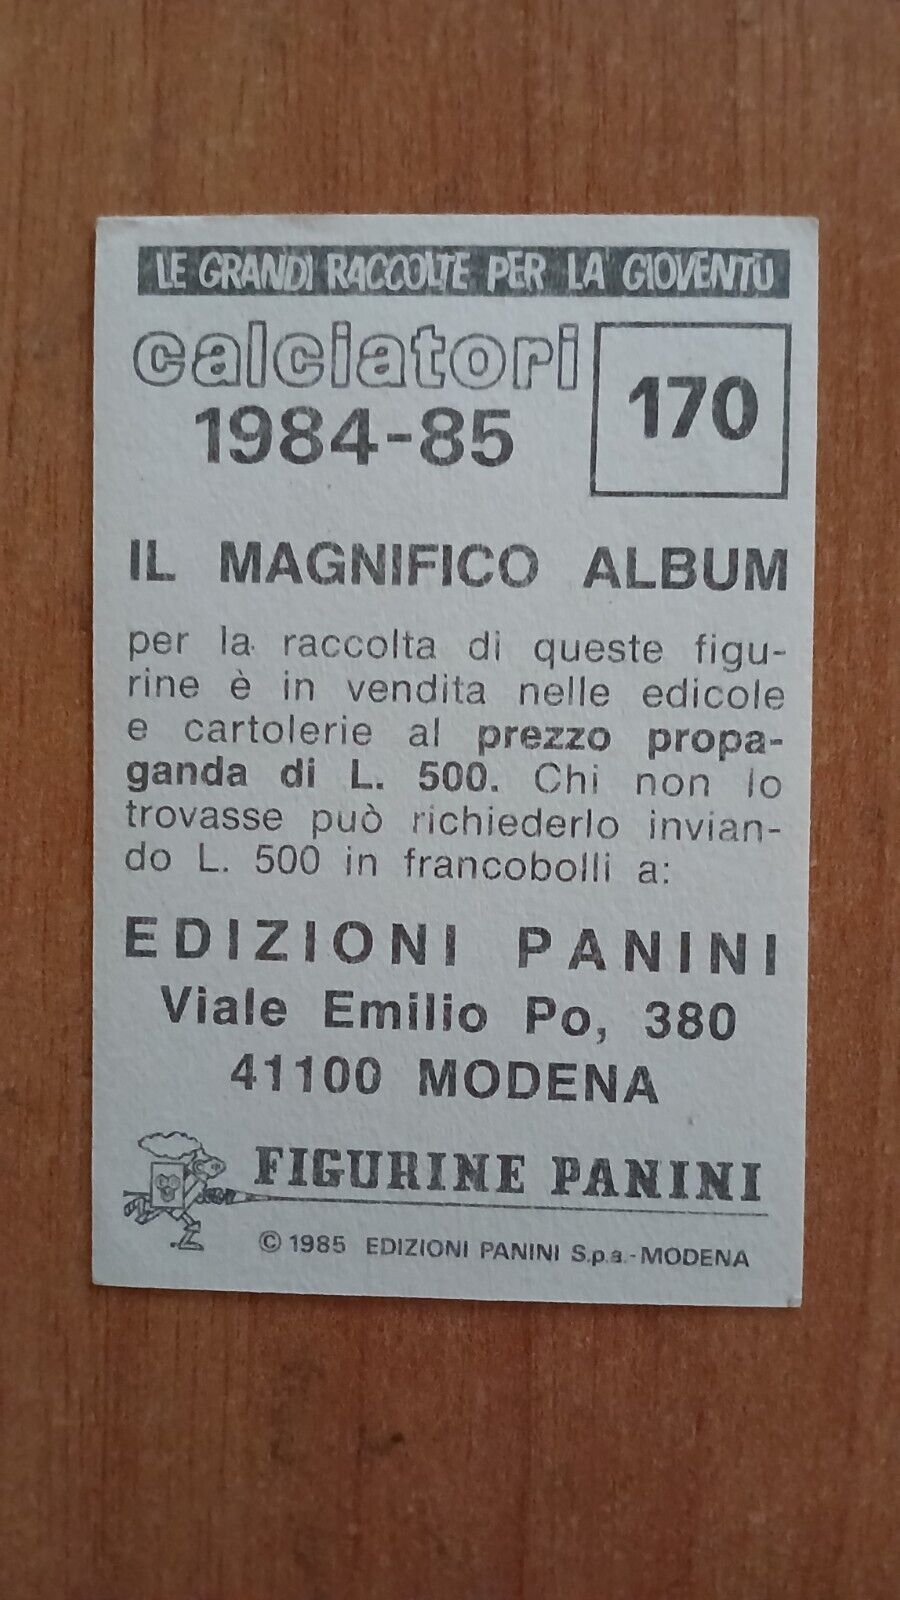 LE GRANDI RACCOLTE PER LA GIOVENTÙ
calciatori
1984-85
170
IL MAGNIFICO ALBUM
per la raccolta di queste figu-
rine è in vendita nelle edicole
e cartolerie al prezzo propa-
ganda di L. 500. Chi non lo
trovasse può richiederlo invian-
do L. 500 in francobolli a:
EDIZIONI PANINI
Viale Emilio Po, 380
41100 MODENA
FIGURINE PANINI
© 1985 EDIZIONI PANINI S.p.a.-MODENA